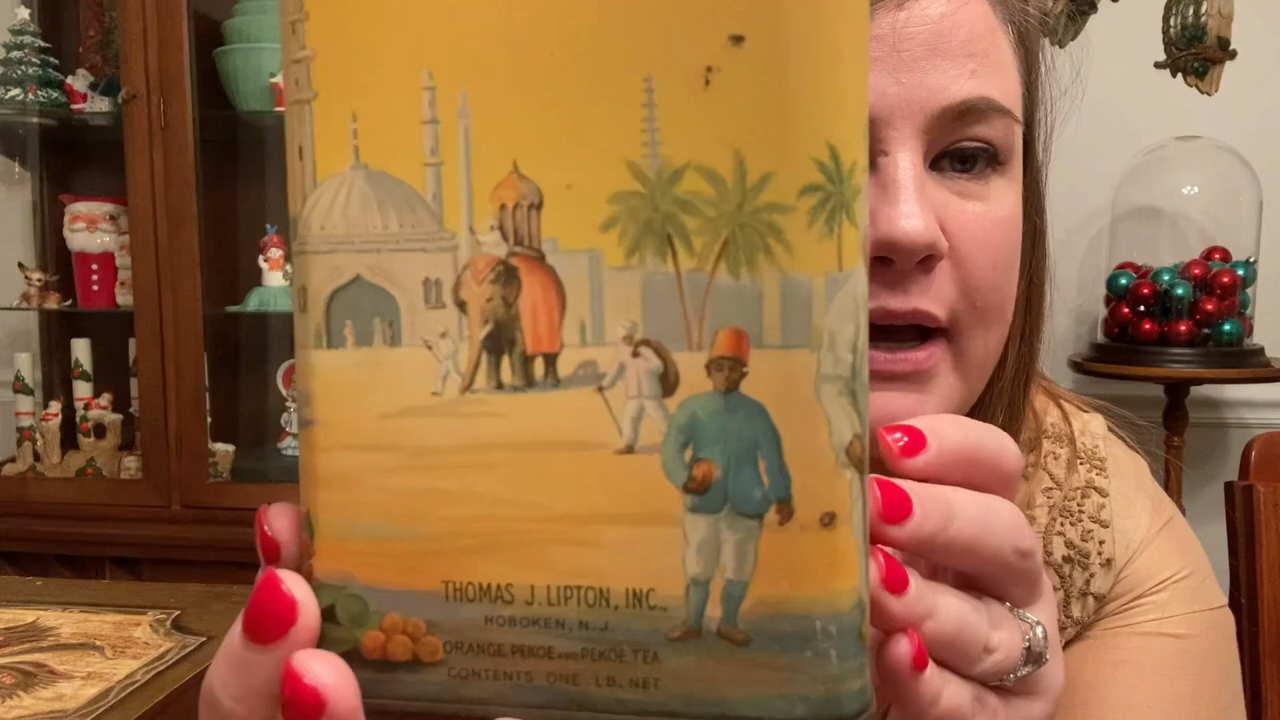 THOMAS J. LIPTON, INC.,
HOBOKEN, N.J.
ORANGE PEKOE AND PEKOE TEA
CONTENTS ONE LB. NET